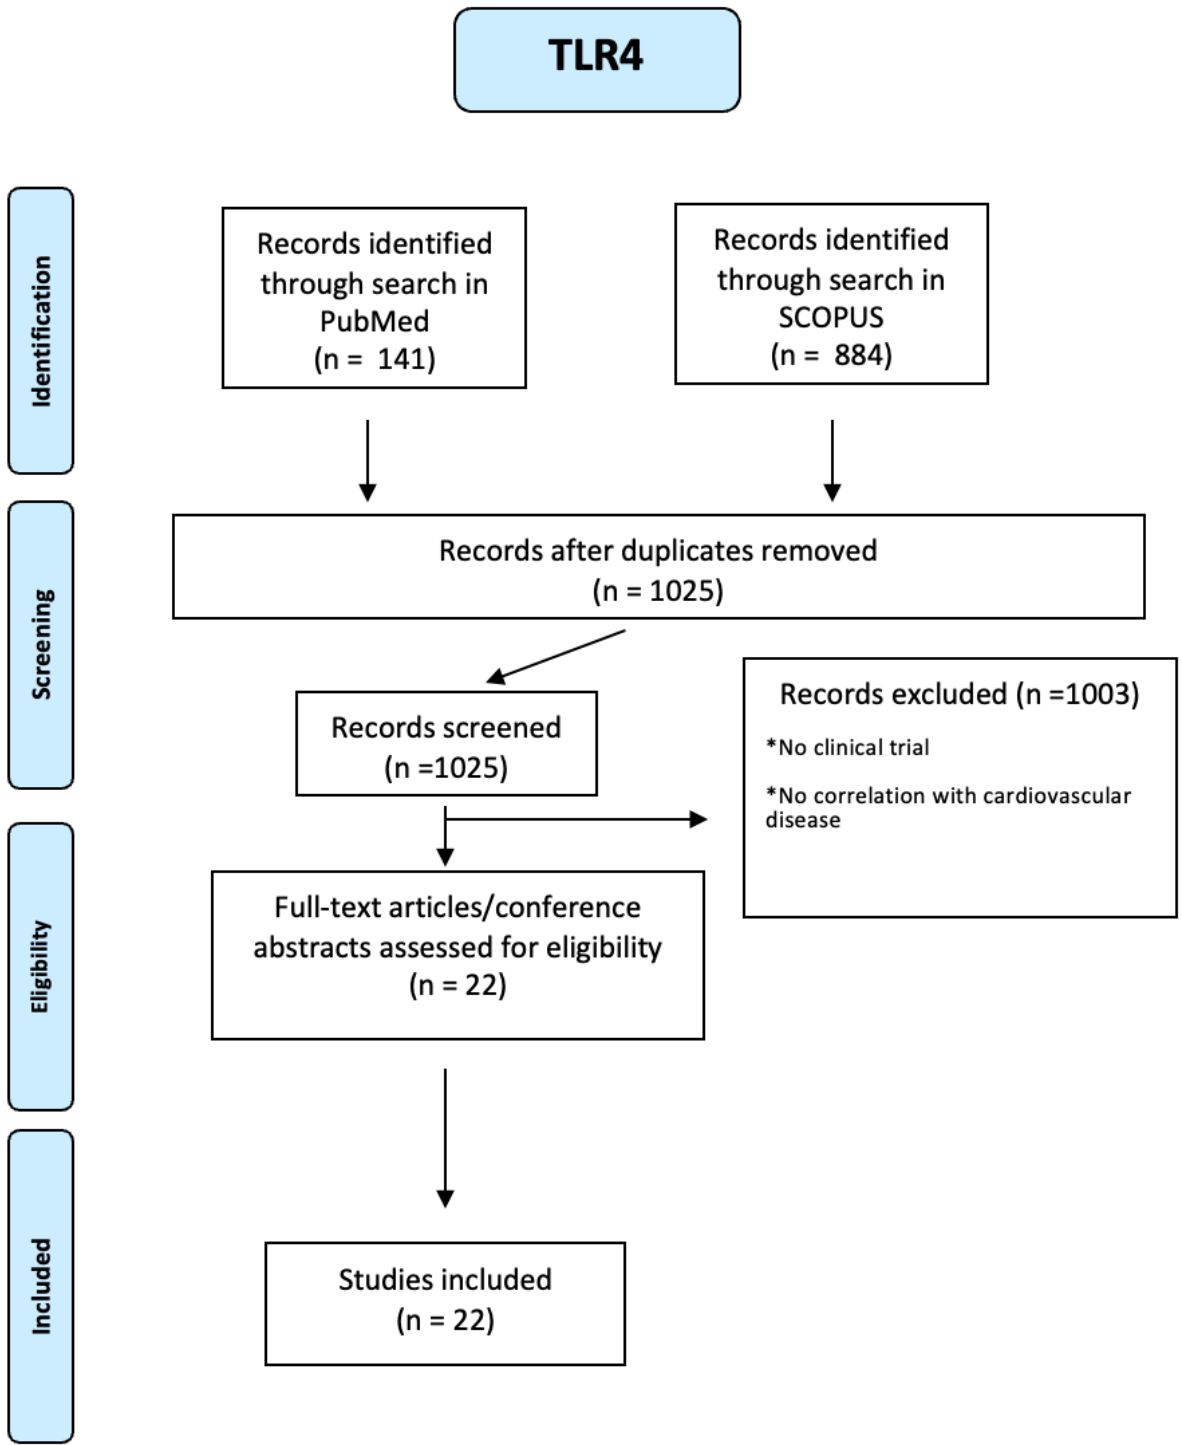 TLR4
Identification
Records identified
through search in
PubMed
(n =  141)
Records identified
through search in
SCOPUS
(n =  884)
Screening
Records after duplicates removed
(n = 1025)
Records screened
(n =1025)
Records excluded (n =1003)
*No clinical trial
*No correlation with cardiovascular
disease
Eligibility
Full-text articles/conference
abstracts assessed for eligibility
(n = 22)
Included
Studies included
(n = 22)